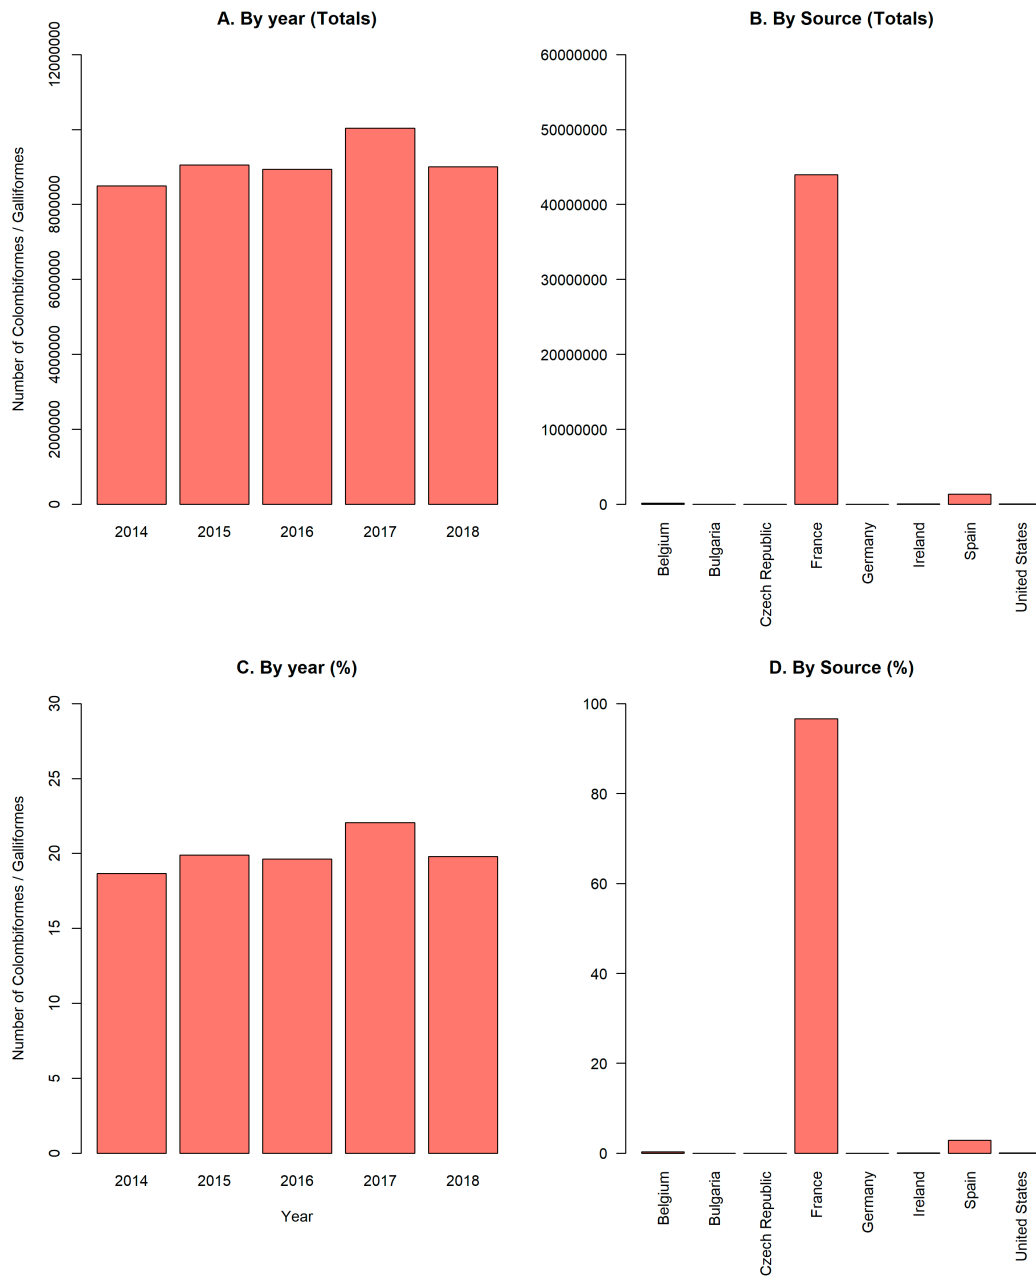 A. By year (Totals)
Number of Colombiformes / Galliformes
12000000
8000000
6000000
4000000
2000000
0
2014 2015 2016 2017 2018
B. By Source (Totals)
60000000
50000000
40000000
30000000
20000000
10000000
0
Belgium
Bulgaria
Czech Republic
France
Germany
Ireland
Spain
United States
C. By year (%)
Number of Colombiformes / Galliformes
30
25
20
15
10
5
0
2014 2015 2016 2017 2018
Year
D. By Source (%)
100
80
60
40
20
0
Belgium
Bulgaria
Czech Republic
France
Germany
Ireland
Spain
United States